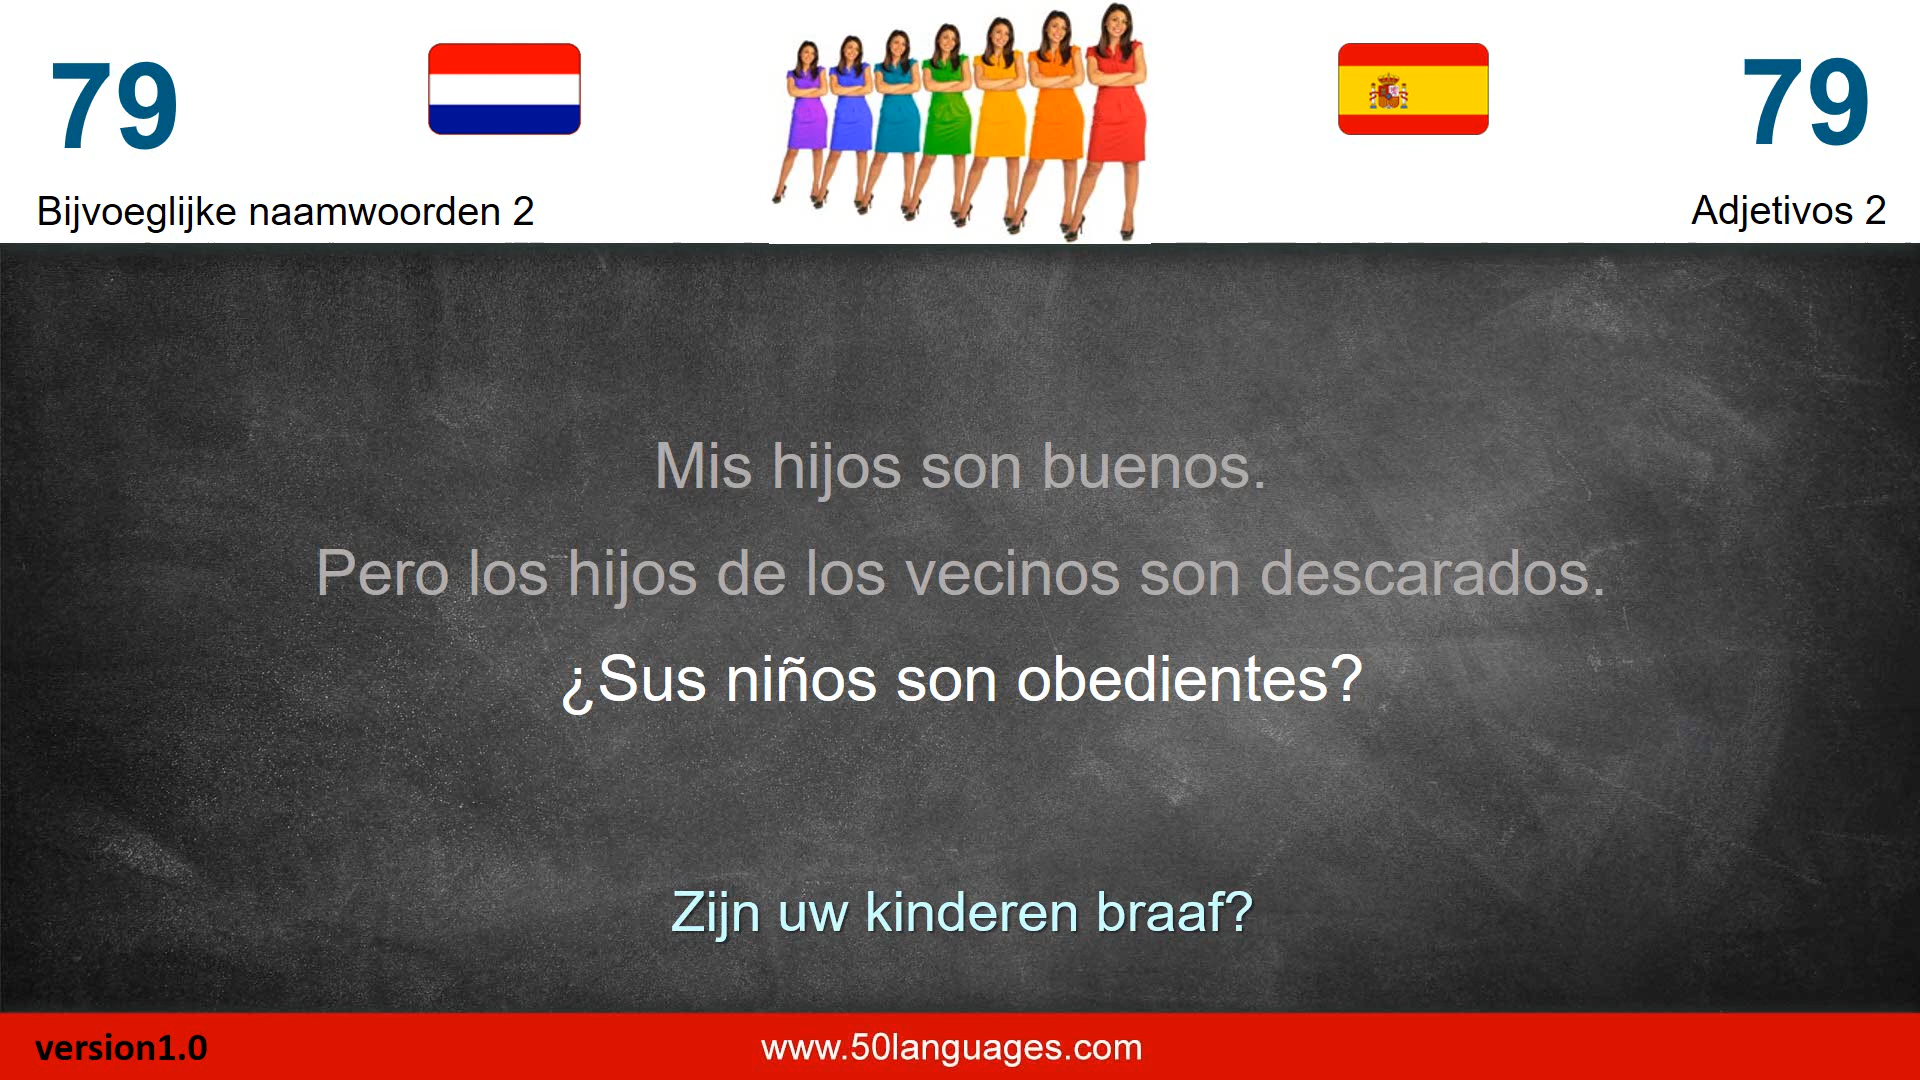 79
79
Bijvoeglijke naamwoorden 2
Adjetivos 2
Mis hijos son buenos.
Pero los hijos de los vecinos son descarados.
¿Sus niños son obedientes?
Zijn uw kinderen braaf?
version1.0
www.50languages.com